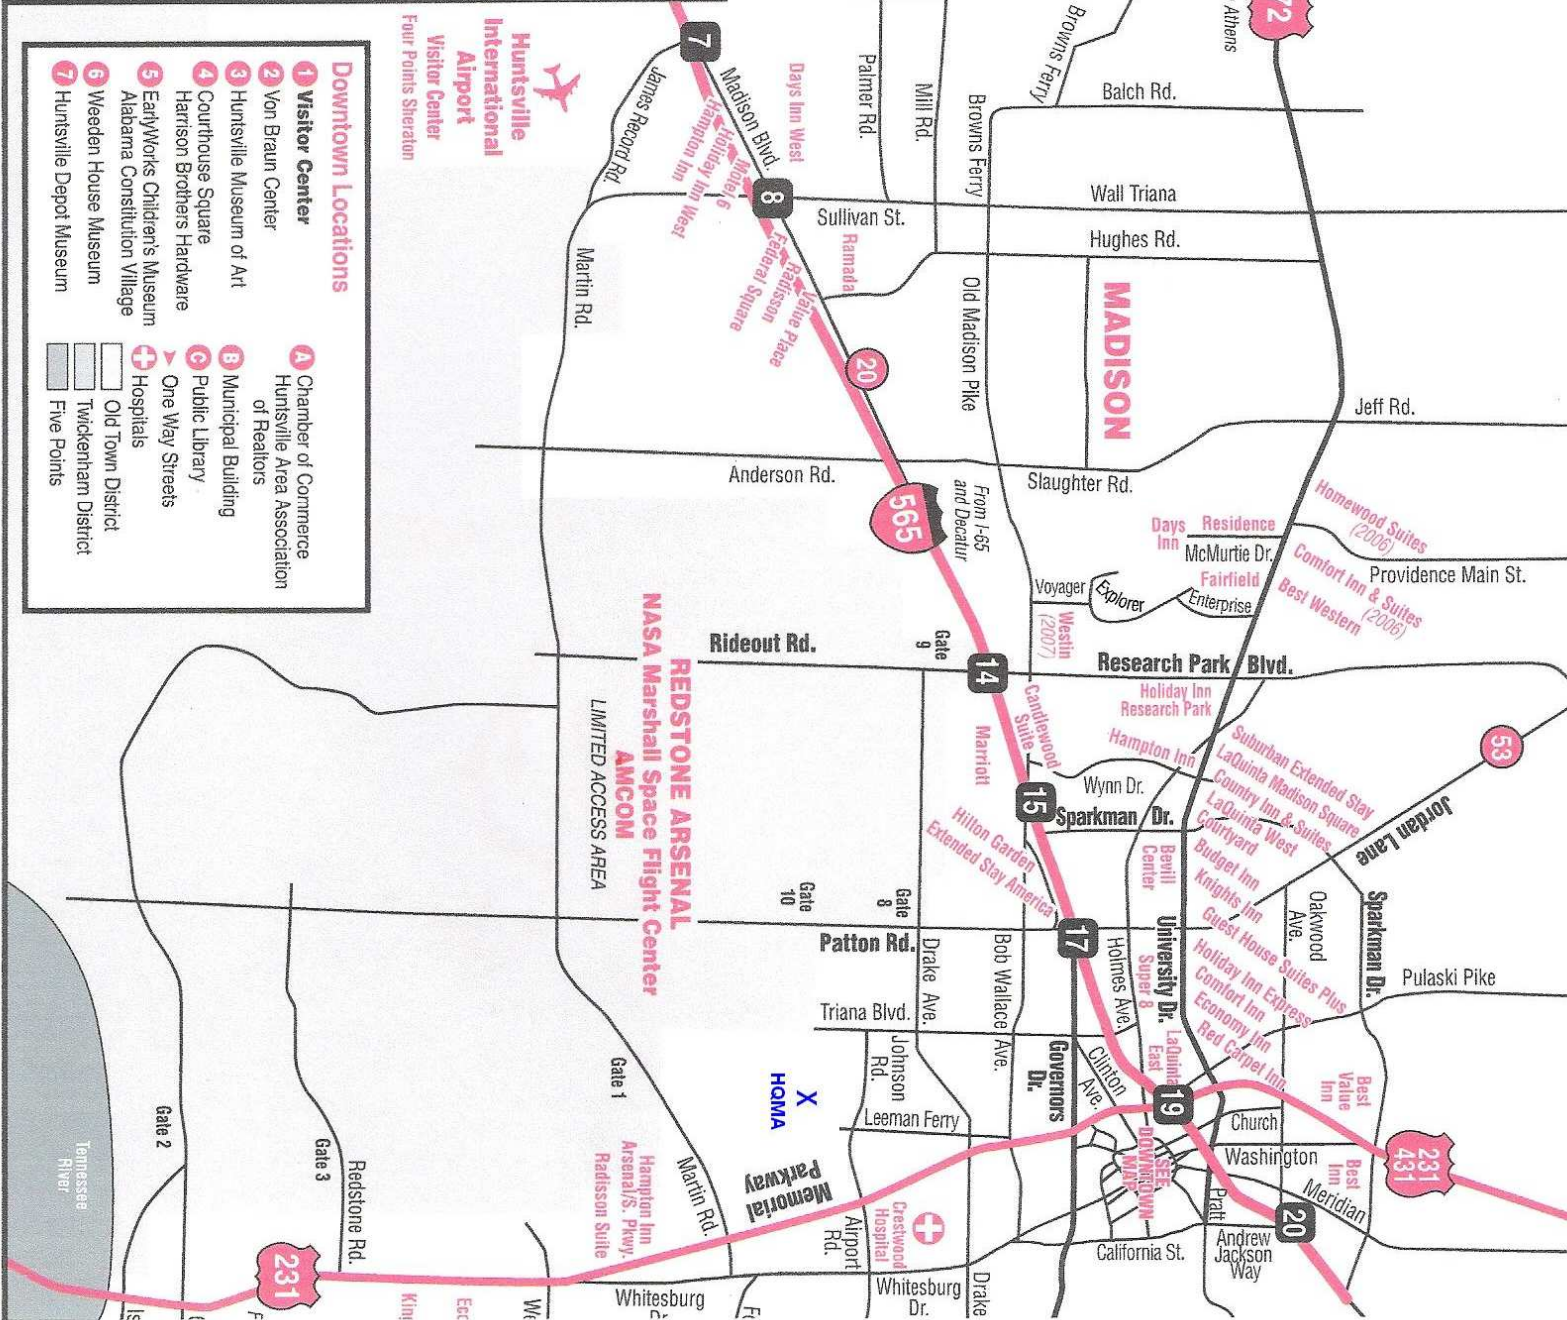 Downtown Locations
1 Visitor Center
2 Von Braun Center
3 Huntsville Museum of Art
4 Courthouse Square
Harrison Brothers Hardware
5 EarlyWorks Children's Museum
Alabama Constitution Village
6 Weeden House Museum
7 Huntsville Depot Museum
A Chamber of Commerce
Huntsville Area Association
of Realtors
B Municipal Building
C Public Library
One Way Streets
Hospitals
Old Town District
Twickenham District
Five Points
Huntsville
International
Airport
Visitor Center
Four Points Sheraton
7
James Record Rd.
Madison Blvd.
Days Inn West
Hampton Inn
Holiday Inn West
Motel 6
8
Palmer Rd.
Mill Rd.
Browns Ferry
Browns Ferry
Athens
72
Balch Rd.
Wall Triana
Sullivan St.
Hughes Rd.
Ramada
Federal Square
Radisson
Value Place
Martin Rd.
Old Madison Pike
MADISON
20
Jeff Rd.
Anderson Rd.
Slaughter Rd.
From I-65
and Decatur
565
Homewood Suites
(2006)
Residence
Days
Inn
McMurtie Dr.
Fairfield
Comfort Inn & Suites
(2006)
Best Western
Providence Main St.
Voyager
Explorer
Enterprise
Westin
(2007)
Rideout Rd.
Gate
9
14
Research Park Blvd.
Holiday Inn
Research Park
REDSTONE ARSENAL
NASA Marshall Space Flight Center
AMCOM
LIMITED ACCESS AREA
Marriott
Candlewood
Suite
Hampton Inn
Wynn Dr.
15
Sparkman Dr.
53
Jordan Lane
Suburban Extended Stay
LaQuinta Madison Square
Country Inn & Suites
LaQuinta West
Courtyard
Budget Inn
Knights Inn
Guest House Suites Plus
Holiday Inn Express
Comfort Inn
Economy Inn
Red Carpet Inn
Hilton Garden
Extended Stay America
Bevill
Center
Gate
10
Gate
8
Patton Rd.
Drake Ave.
Bob Wallace Ave.
17
Holmes Ave.
University Dr.
Super 8
Oakwood
Ave.
Sparkman Dr.
Pulaski Pike
Triana Blvd.
Johnson
Rd.
Governors
Dr.
Clinton
Ave.
LaQuinta
East
19
Best
Value
Inn
Gate 1
X
HQMA
Leeman Ferry
Church
Washington
231
431
Gate 2
Gate 3
Redstone Rd.
Tennessee
River
Hampton Inn
Arsenal/S. Pkwy.
Radisson Suite
Martin Rd.
Memorial
Parkway
SEE
DOWNTOWN
MAP
Best
Inn
Meridian
Pratt
20
Crestwood
Hospital
Airport
Rd.
California St.
Andrew
Jackson
Way
231
Whitesburg
Whitesburg
Dr.
Drake